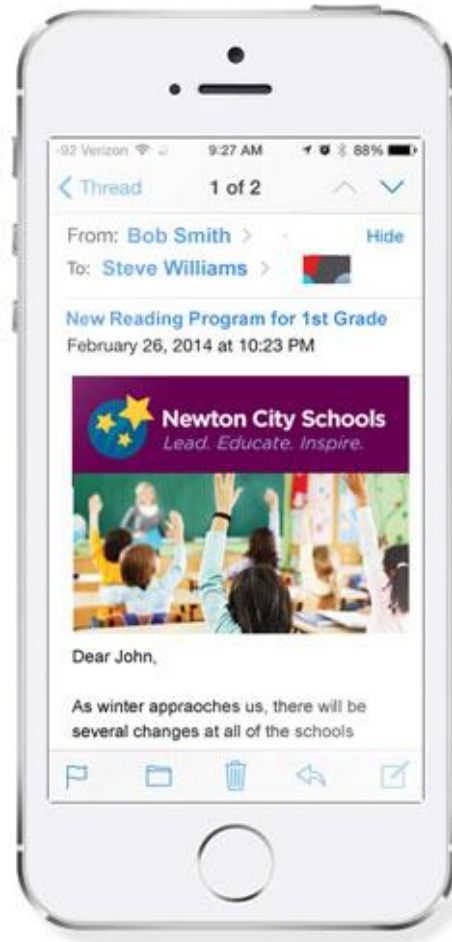 -92 Verizon 9:27 AM 88%
Thread 1 of 2
From: Bob Smith > Hide
To: Steve Williams >
New Reading Program for 1st Grade
February 26, 2014 at 10:23 PM
Newton City Schools
Lead. Educate. Inspire.
Dear John,
As winter appraoches us, there will be
several changes at all of the schools